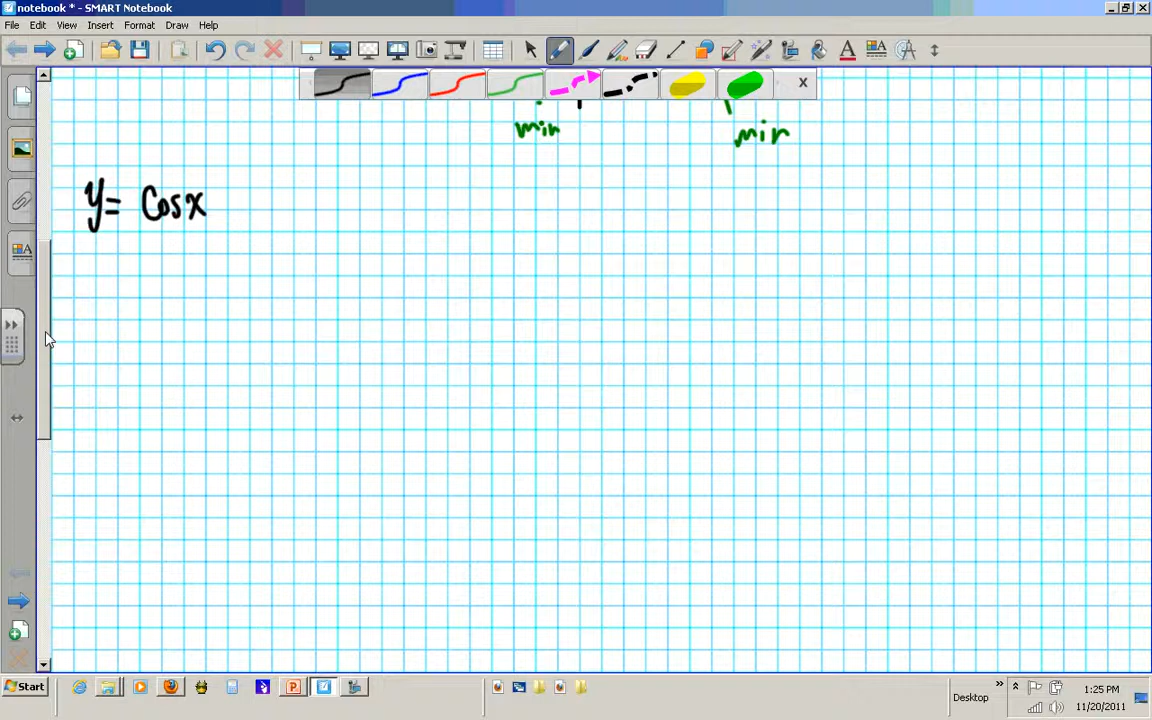 notebook * - SMART Notebook
File Edit View Insert Format Draw Help
min
min
y= Cosx
Start
Desktop
1:25 PM
11/20/2011